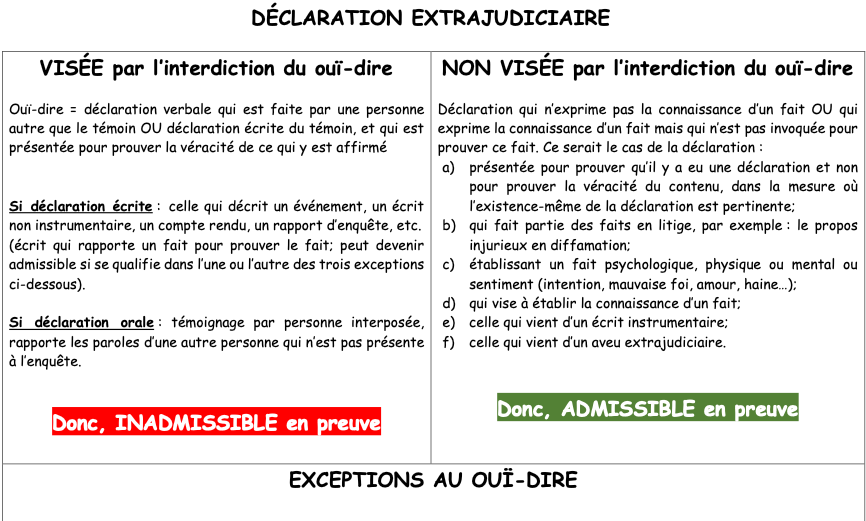 DÉCLARATION EXTRAJUDICIAIRE
VISÉE par l’interdiction du ouï-dire
Ouï-dire = déclaration verbale qui est faite par une personne
autre que le témoin OU déclaration écrite du témoin, et qui est
présentée pour prouver la véracité de ce qui y est affirmé
Si déclaration écrite : celle qui décrit un événement, un écrit
non instrumentaire, un compte rendu, un rapport d’enquête, etc.
(écrit qui rapporte un fait pour prouver le fait; peut devenir
admissible si se qualifie dans l’une ou l’autre des trois exceptions
ci-dessous).
Si déclaration orale : témoignage par personne interposée,
rapporte les paroles d’une autre personne qui n’est pas présente
à l’enquête.
Donc, INADMISSIBLE en preuve
NON VISÉE par l’interdiction du ouï-dire
Déclaration qui n’exprime pas la connaissance d’un fait OU qui
exprime la connaissance d’un fait mais qui n’est pas invoquée pour
prouver ce fait. Ce serait le cas de la déclaration :
a) présentée pour prouver qu’il y a eu une déclaration et non
pour prouver la véracité du contenu, dans la mesure où
l’existence-même de la déclaration est pertinente;
b) qui fait partie des faits en litige, par exemple : le propos
injurieux en diffamation;
c) établissant un fait psychologique, physique ou mental ou
sentiment (intention, mauvaise foi, amour, haine…);
d) qui vise à établir la connaissance d’un fait;
e) celle qui vient d’un écrit instrumentaire;
f) celle qui vient d’un aveu extrajudiciaire.
Donc, ADMISSIBLE en preuve
EXCEPTIONS AU OUÏ-DIRE